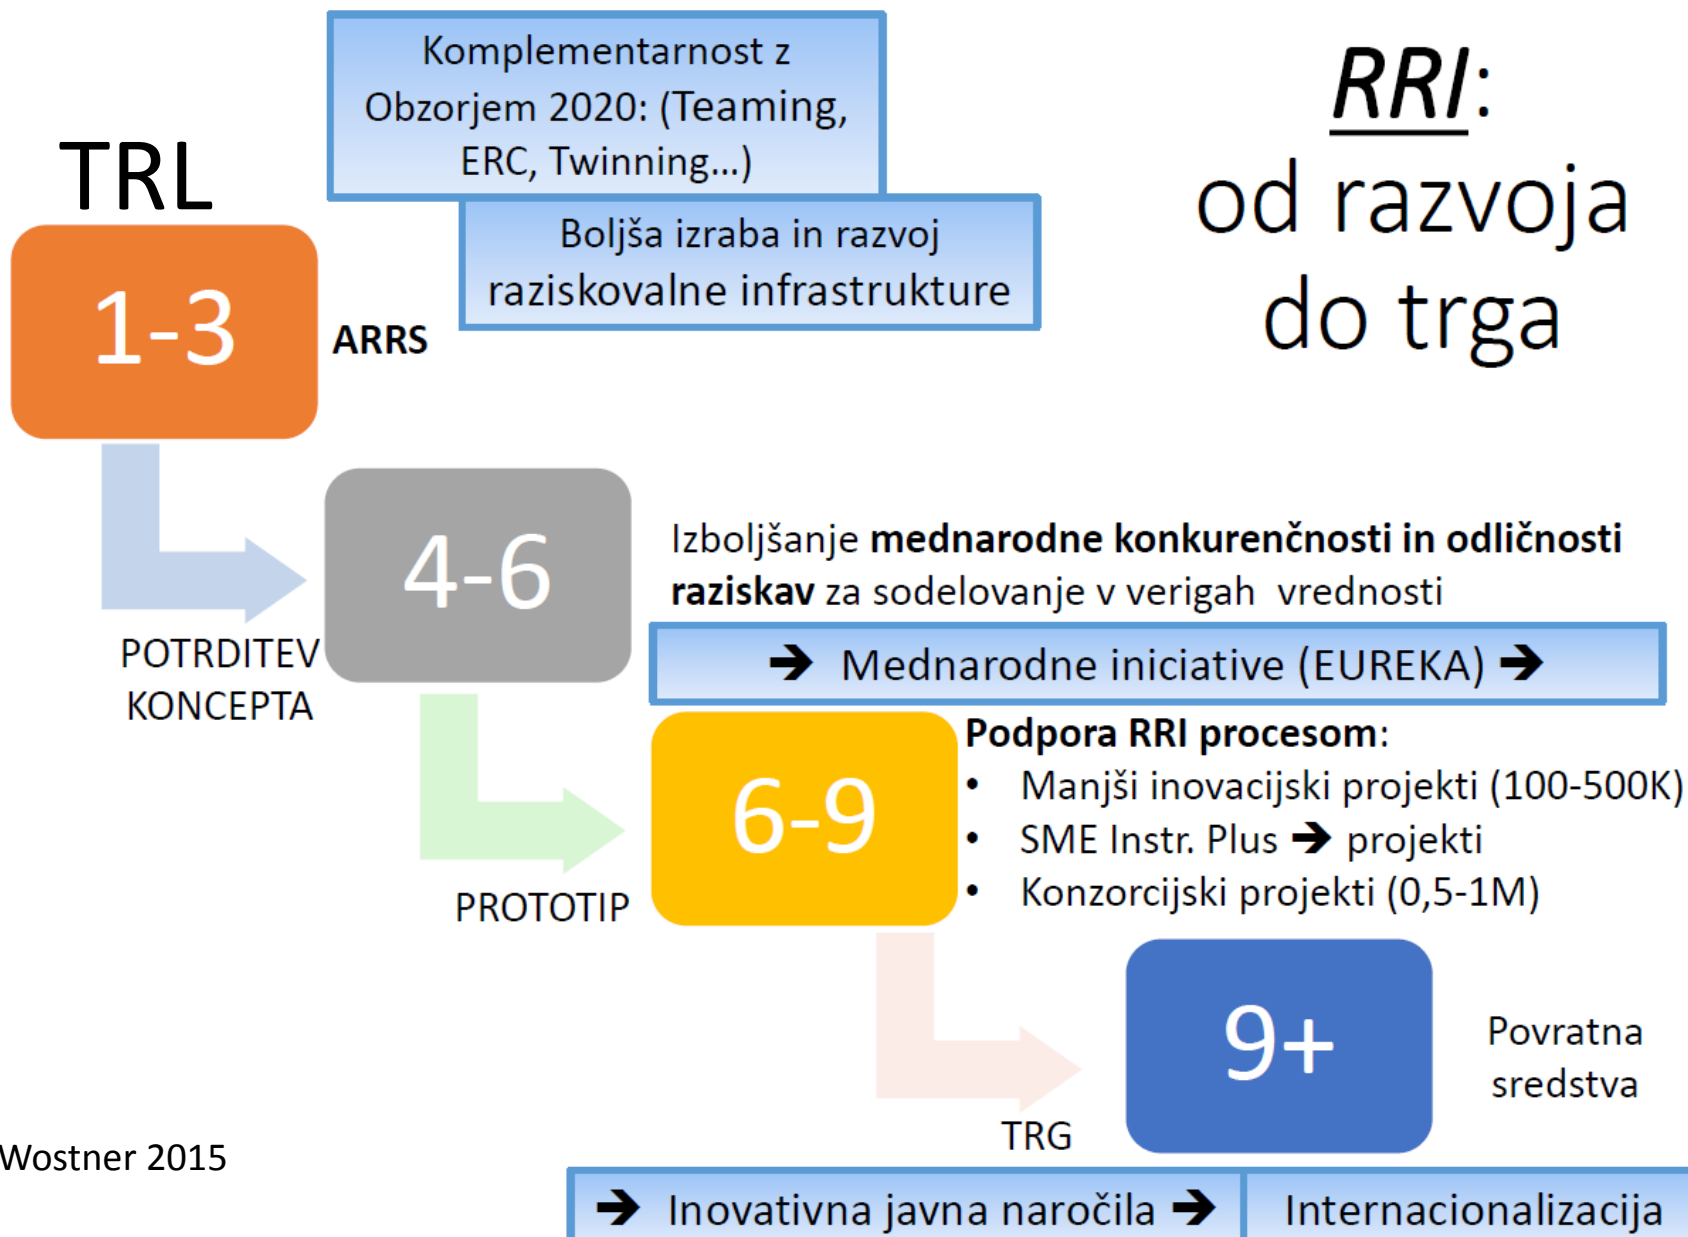 Komplementarnost z
Obzorjem 2020: (Teaming,
ERC, Twinning...)
RRI:
od razvoja
do trga
TRL
Boljša izraba in razvoj
raziskovalne infrastrukture
1-3
ARRS
4-6
Izboljšanje mednarodne konkurenčnosti in odličnosti
raziskav za sodelovanje v verigah vrednosti
POTRDITEV
KONCEPTA
➔ Mednarodne iniciative (EUREKA) ➔
6-9
Podpora RRI procesom:
• Manjši inovacijski projekti (100-500K)
• SME Instr. Plus ➔ projekti
• Konzorcijski projekti (0,5-1M)
PROTOTIP
9+
Povratna
sredstva
TRG
Wostner 2015
➔ Inovativna javna naročila ➔
Internacionalizacija